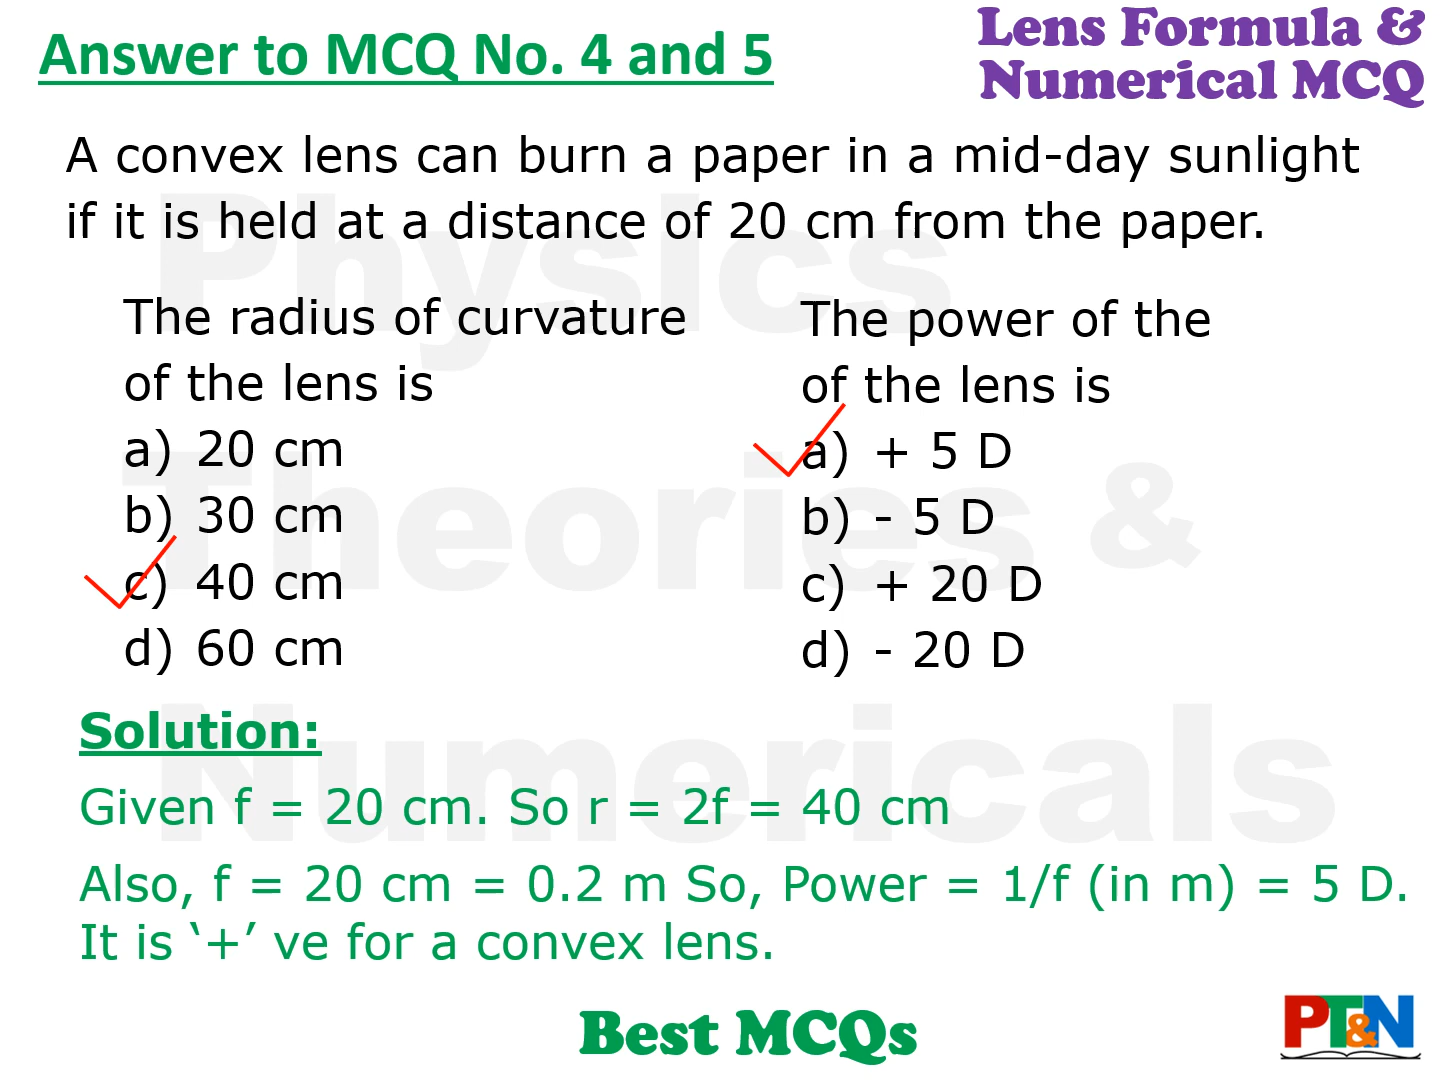 Answer to MCQ No. 4 and 5
Lens Formula &
Numerical MCQ
A convex lens can burn a paper in a mid-day sunlight
if it is held at a distance of 20 cm from the paper.
The radius of curvature
of the lens is
a) 20 cm
b) 30 cm
c) 40 cm
d) 60 cm
The power of the
of the lens is
a) + 5 D
b) - 5 D
c) + 20 D
d) - 20 D
Solution:
Given f = 20 cm. So r = 2f = 40 cm
Also, f = 20 cm = 0.2 m So, Power = 1/f (in m) = 5 D.
It is ‘+’ ve for a convex lens.
Best MCQs
PT&N
Physics
Theories &
Numericals